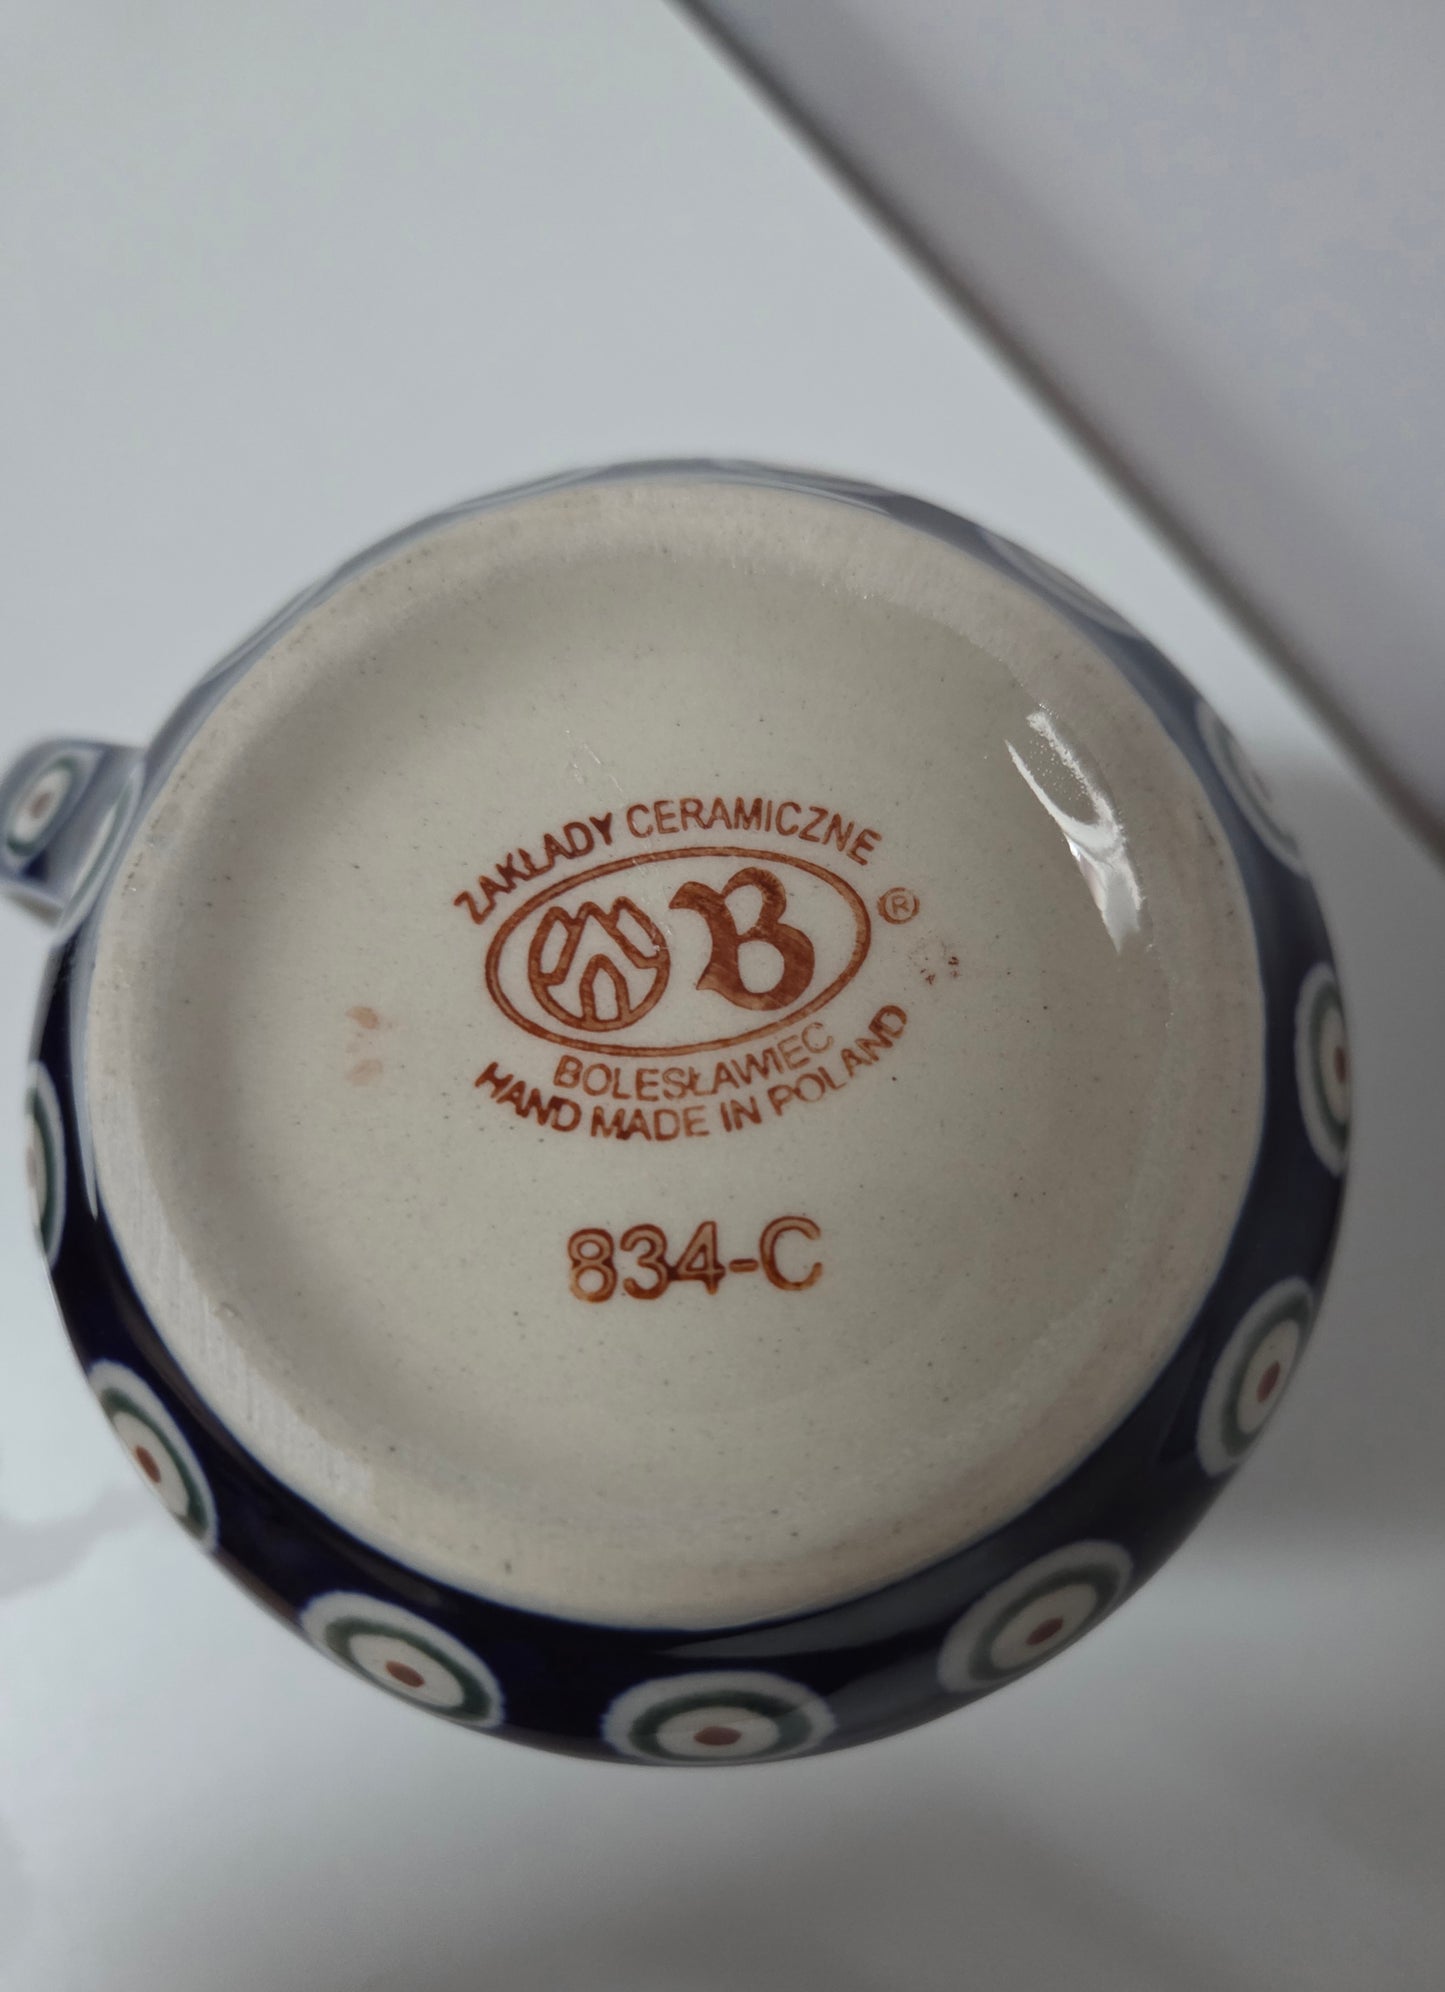 ZAKŁADY CERAMICZNE
B ®
BOLESŁAWIEC
HAND MADE IN POLAND
834-C